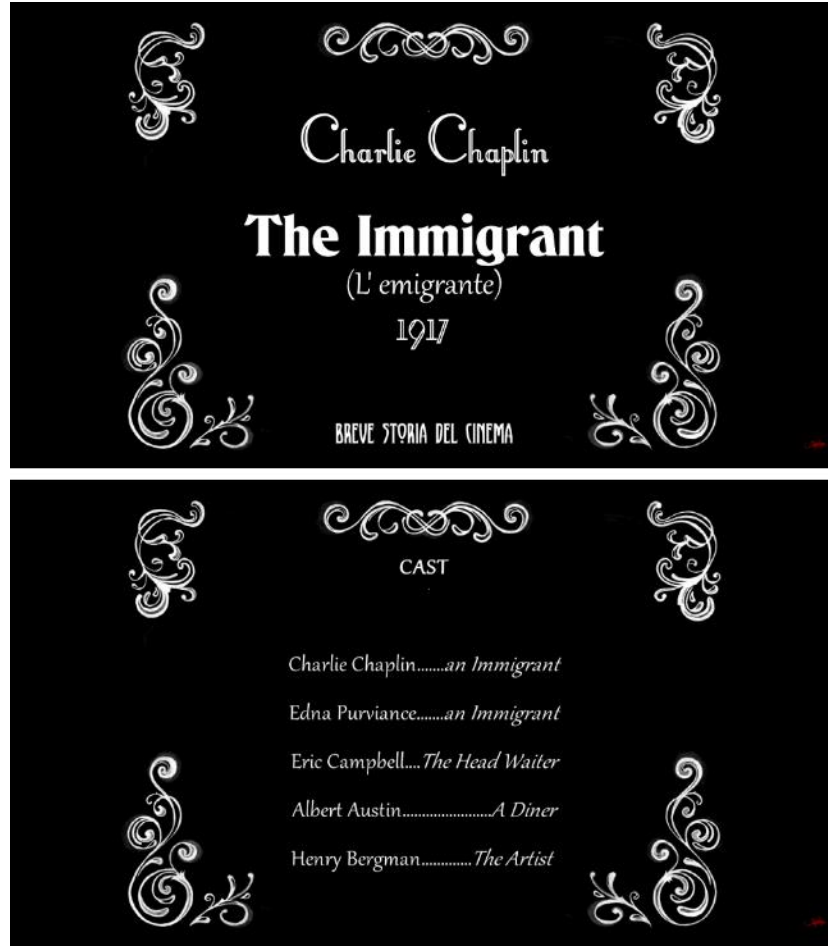 Charlie Chaplin
The Immigrant
(L' emigrante)
1917
BREVE STORIA DEL CINEMA
CAST
Charlie Chaplin.......an Immigrant
Edna Purviance.......an Immigrant
Eric Campbell....The Head Waiter
Albert Austin.......................A Diner
Henry Bergman.............The Artist